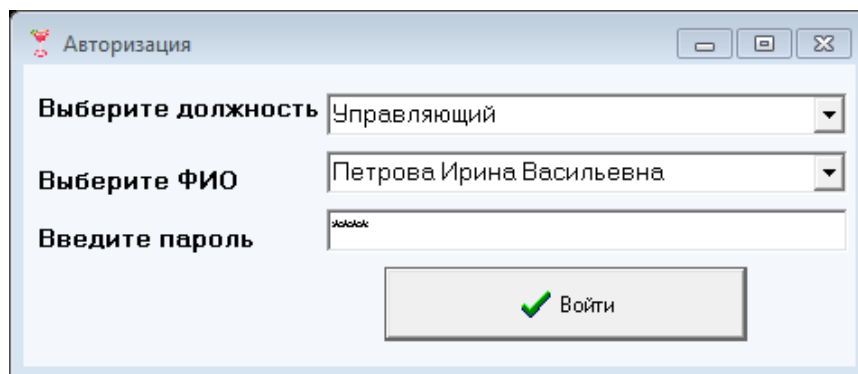 Авторизация
Выберите должность Управляющий
Выберите ФИО Петрова Ирина Васильевна
Введите пароль *****
Войти